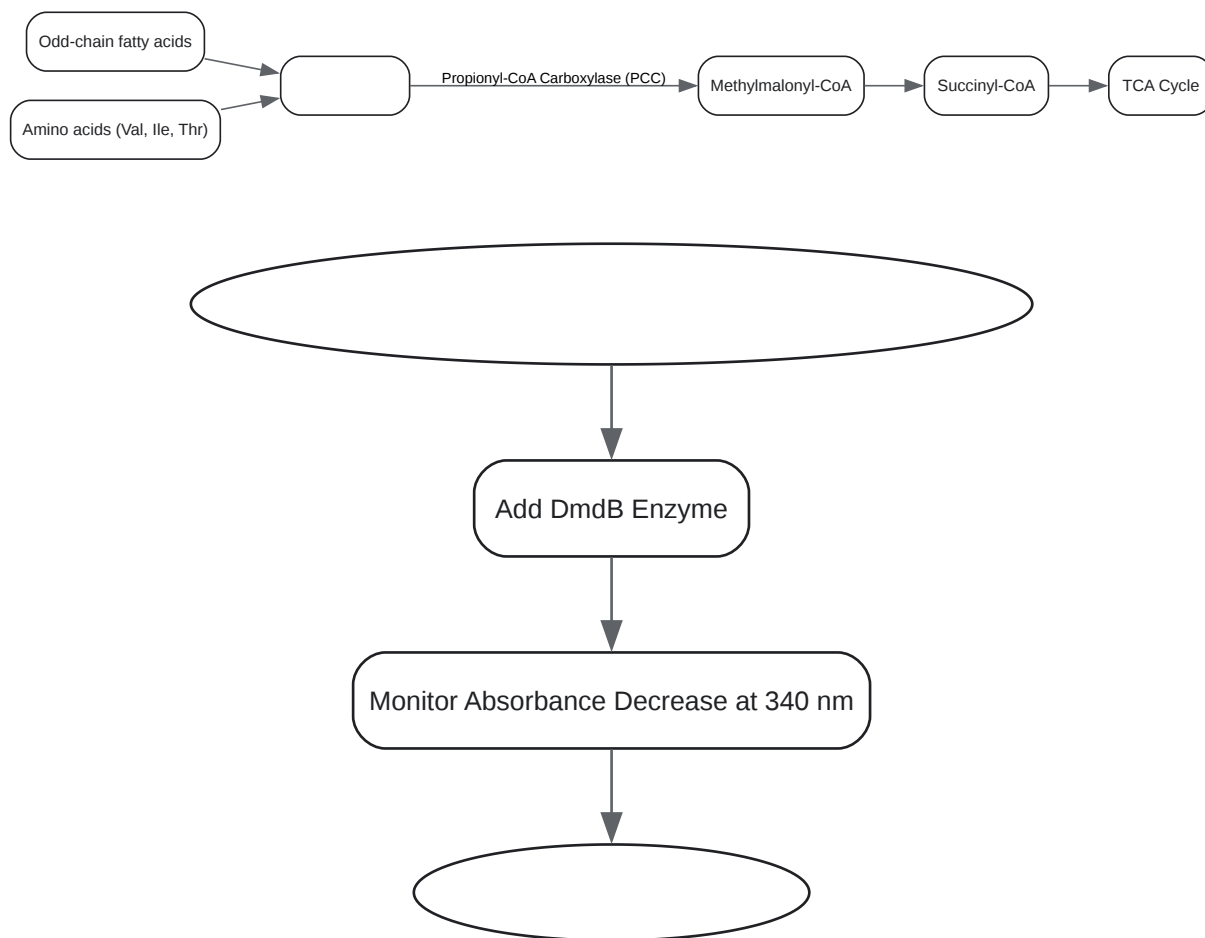 Odd-chain fatty acids
Amino acids (Val, Ile, Thr)
Propionyl-CoA Carboxylase (PCC)
Methylmalonyl-CoA
Succinyl-CoA
TCA Cycle
Add DmdB Enzyme
Monitor Absorbance Decrease at 340 nm